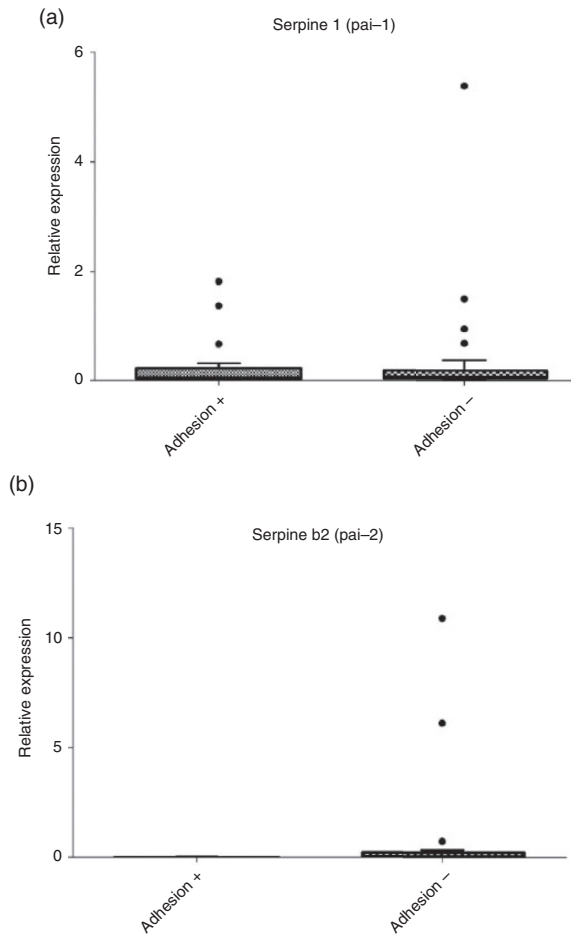 (a)
Serpine 1 (pai–1)
6
4
2
0
Relative expression
Adhesion +
Adhesion –
(b)
Serpine b2 (pai–2)
15
10
5
0
Relative expression
Adhesion +
Adhesion –